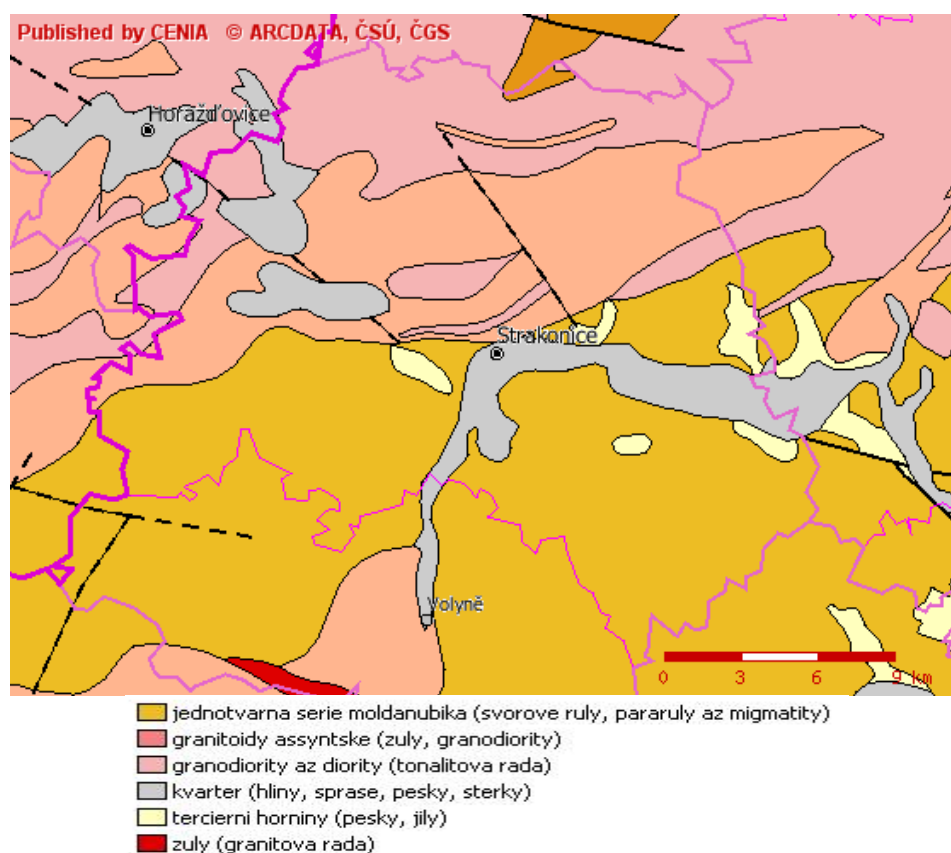 Published by CENIA © ARCDATA, ČSÚ, ČGS
Horažďovice
Strakonice
Volyně
0 3 6 9 km
jednotvarna serie moldanubika (svorove ruly, pararuly az migmatity)
granitoidy assyntske (zuly, granodiority)
granodiority az diority (tonalitova rada)
kvarter (hliny, sprase, pesky, sterky)
tercierni horniny (pesky, jily)
zuly (granitova rada)